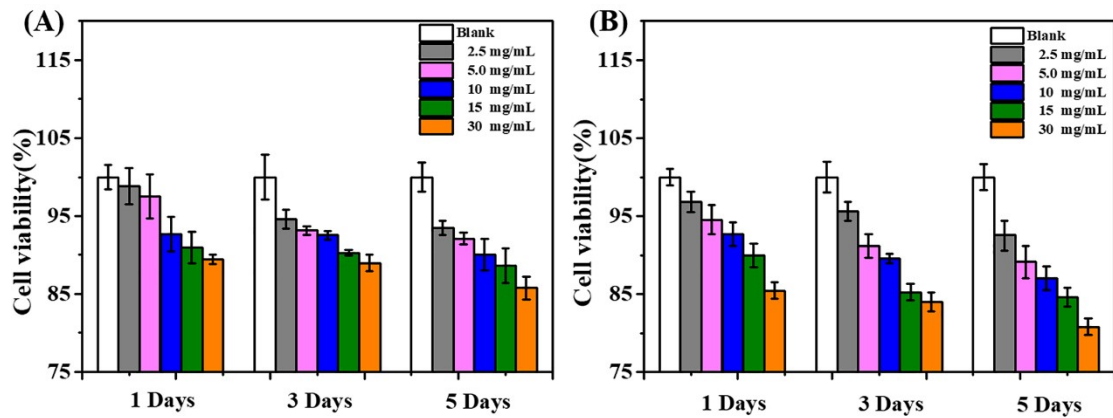 (A)
Cell viability(%)
115
105
95
85
75
Blank
2.5 mg/mL
5.0 mg/mL
10 mg/mL
15 mg/mL
30 mg/mL
1 Days
3 Days
5 Days
(B)
Cell viability(%)
115
105
95
85
75
Blank
2.5 mg/mL
5.0 mg/mL
10 mg/mL
15 mg/mL
30 mg/mL
1 Days
3 Days
5 Days